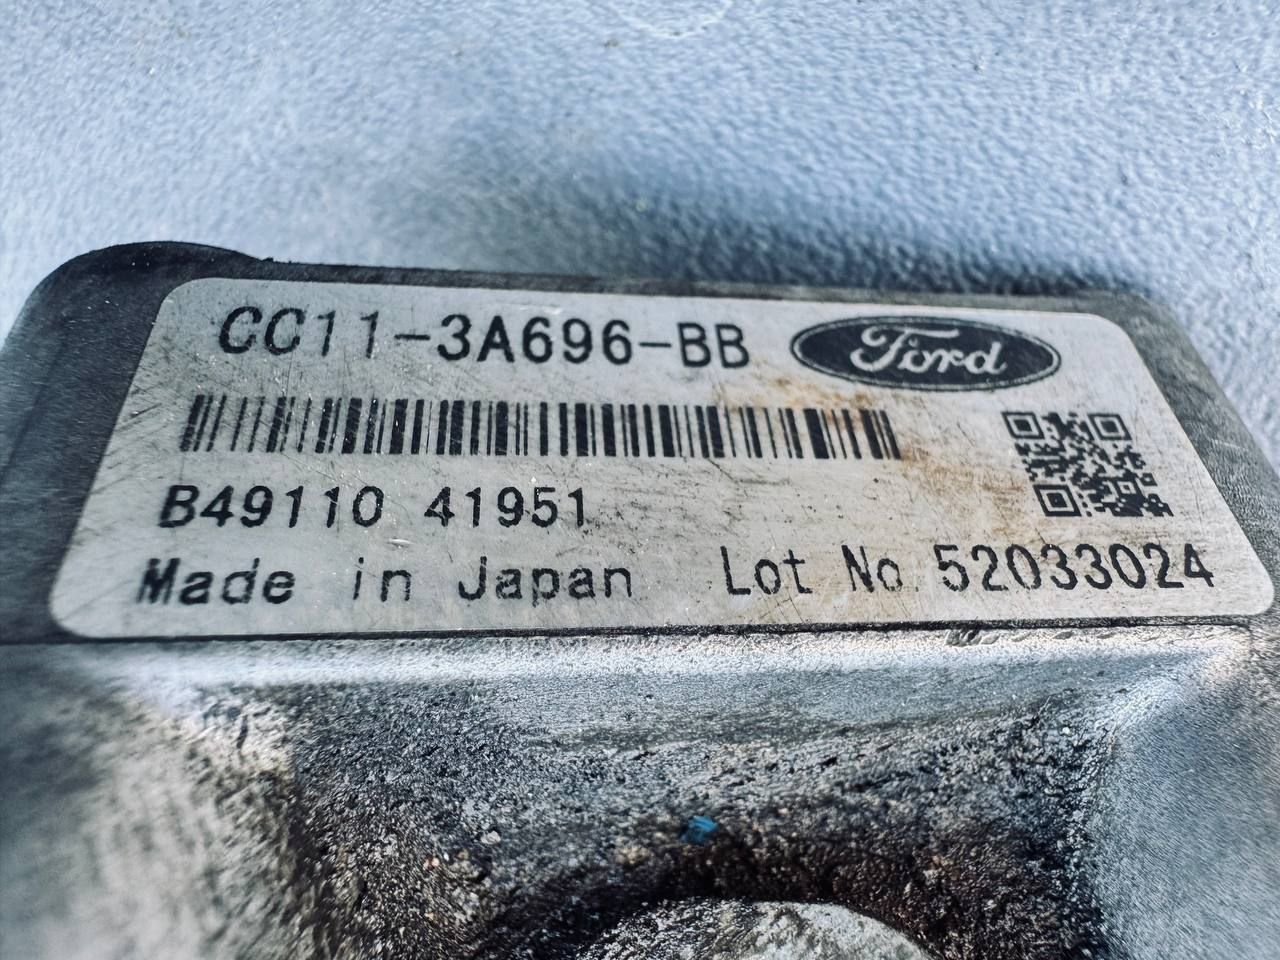 CC11-3A696-BB Ford
B49110 41951
Made in Japan Lot No. 52033024